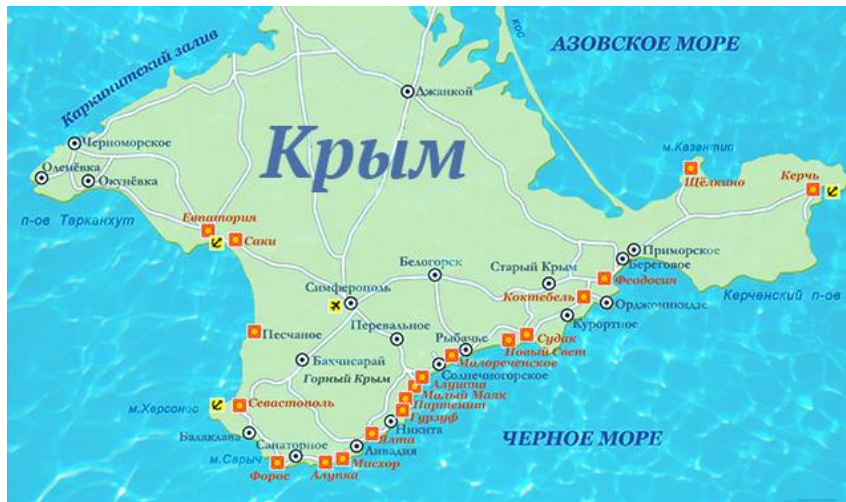 АЗОВСКОЕ МОРЕ
кос
Каркинитский залив
Джанкой
Черноморское
Крым
м.Казантип
Оленёвка
Окунёвка
Щёлкино
Керчь
п-ов Тарканхут
Евпатория
Саки
Приморское
Береговое
Белогорск
Старый Крым
Феодосия
Симферополь
Коктебель
Орджоникидзе
Керченский п-ов
Курортное
Песчаное
Перевальное
Рыбачье
Судак
Новый Свет
Бахчисарай
Малореченское
Солнечногорское
Горный Крым
Алушта
Малый Маяк
Партенит
м.Херсонес
Севастополь
Гурзуф
Никита
Балаклава
Ялта
ЧЕРНОЕ МОРЕ
Санаторное
Ливадия
м.Сарыч
Мисхор
Форос
Алупка